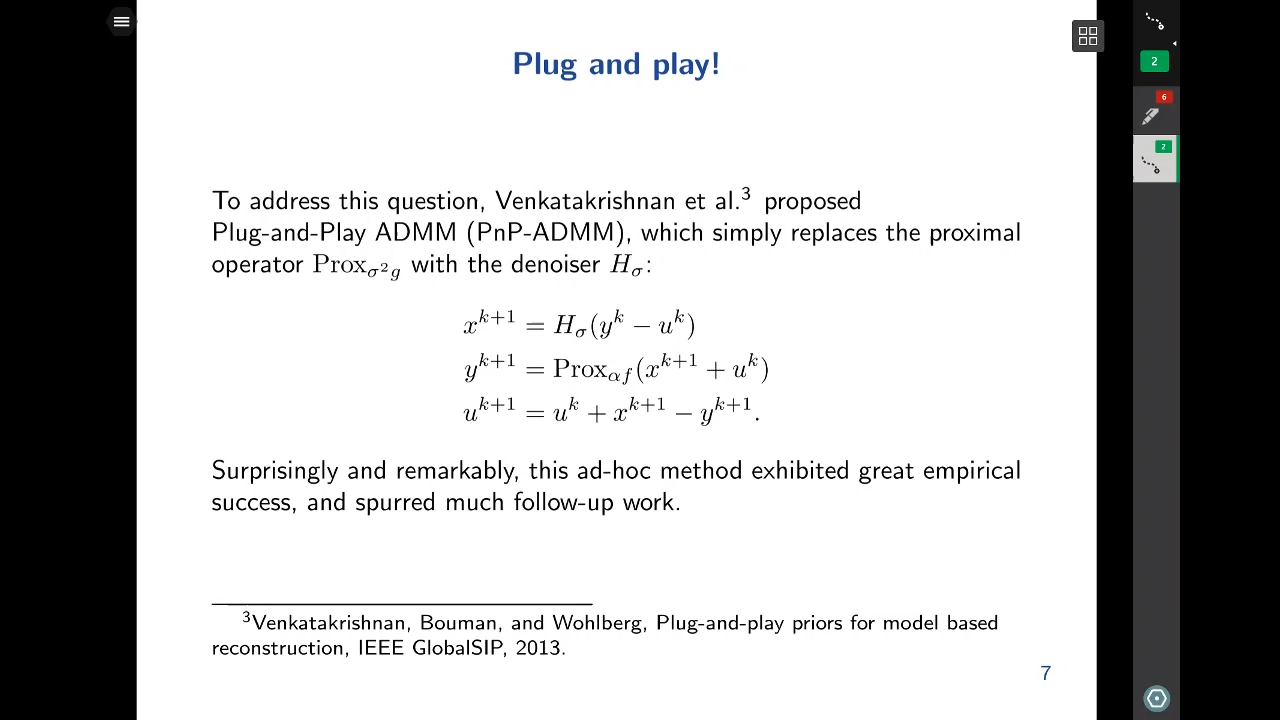 Plug and play!
2
6
2
To address this question, Venkatakrishnan et al.³ proposed
Plug-and-Play ADMM (PnP-ADMM), which simply replaces the proximal
operator Prox_{σ²g} with the denoiser H_σ:
x^{k+1} = H_σ(y^k − u^k)
y^{k+1} = Prox_{αf}(x^{k+1} + u^k)
u^{k+1} = u^k + x^{k+1} − y^{k+1}.
Surprisingly and remarkably, this ad-hoc method exhibited great empirical
success, and spurred much follow-up work.
³Venkatakrishnan, Bouman, and Wohlberg, Plug-and-play priors for model based
reconstruction, IEEE GlobalSIP, 2013.
7